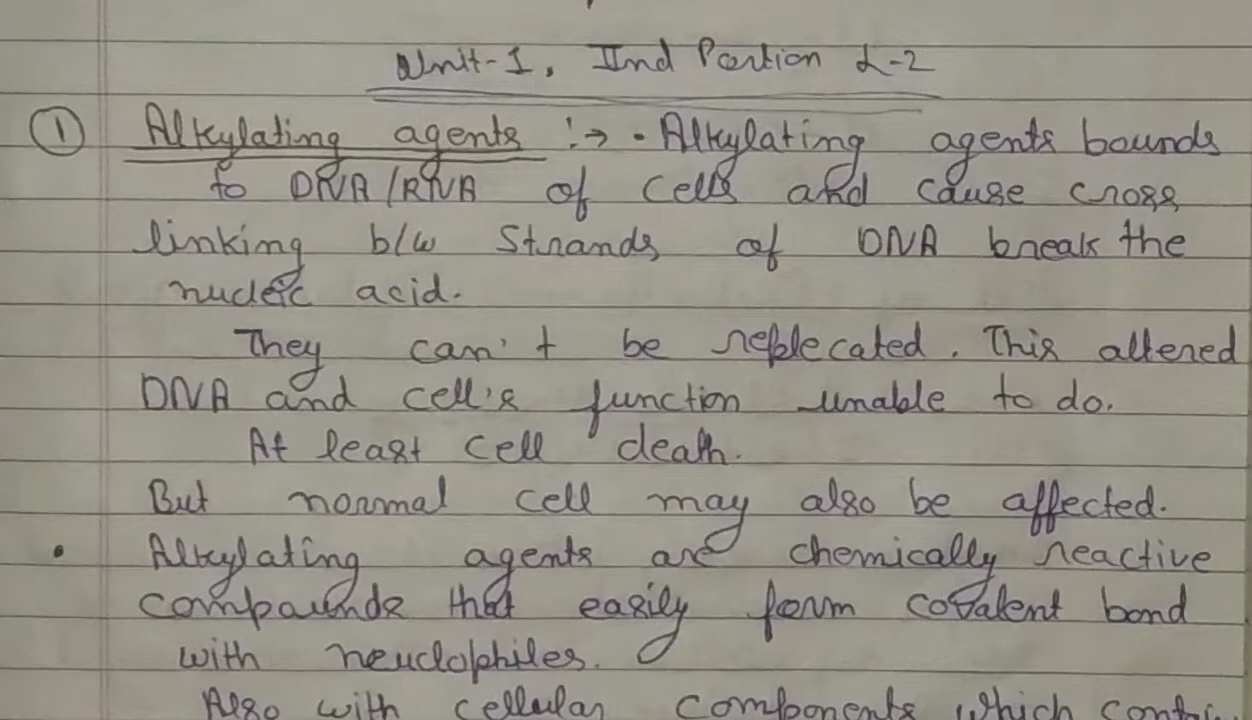 Unit-1, IInd Portion L-2
① Alkylating agents :→ • Alkylating agents bounds
to DNA/RNA of cells and cause cross
linking b/w strands of DNA break the
nucleic acid.
They can't be replecated. This altered
DNA and cell's function unable to do.
At least cell death.
But normal cell may also be affected.
• Alkylating agents are chemically reactive
compaunds that easily form covalent bond
with neuclophiles.
Also with cellular components which